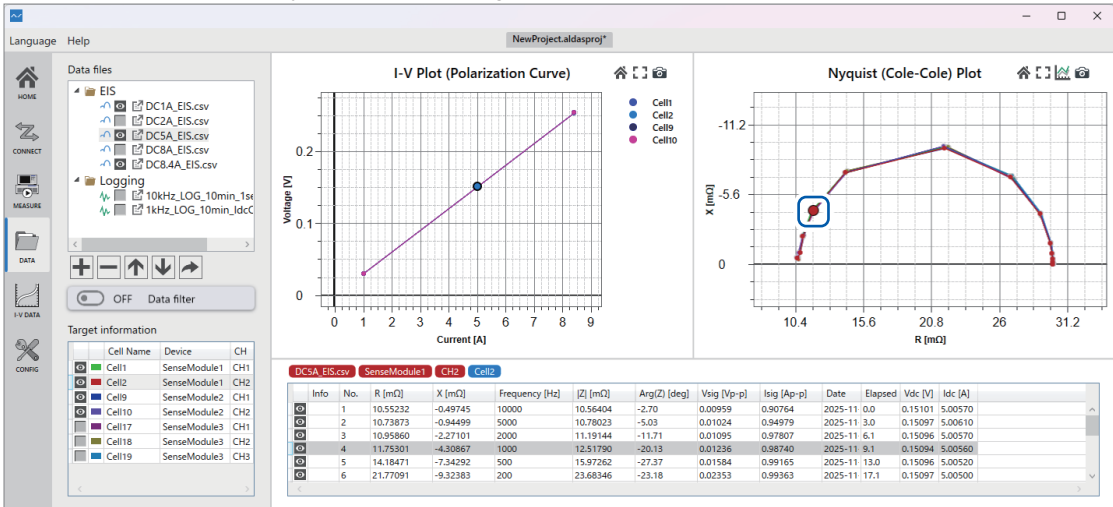 Language Help
NewProject.aldasproj*
HOME
CONNECT
MEASURE
DATA
I-V DATA
CONFIG
Data files
EIS
DC1A_EIS.csv
DC2A_EIS.csv
DC5A_EIS.csv
DC8A_EIS.csv
DC8.4A_EIS.csv
Logging
10kHz_LOG_10min_1se
1kHz_LOG_10min_IdcC
OFF Data filter
Target information
Cell Name Device CH
Cell1 SenseModule1 CH1
Cell2 SenseModule1 CH2
Cell9 SenseModule2 CH1
Cell10 SenseModule2 CH2
Cell17 SenseModule3 CH1
Cell18 SenseModule3 CH2
Cell19 SenseModule3 CH3
I-V Plot (Polarization Curve)
Cell1
Cell2
Cell9
Cell10
Voltage [V]
0.2
0.1
0
0 1 2 3 4 5 6 7 8 9
Current [A]
Nyquist (Cole-Cole) Plot
X [mΩ]
-11.2
-5.6
0
10.4 15.6 20.8 26 31.2
R [mΩ]
DC5A_EIS.csv SenseModule1 CH2 Cell2
Info No. R [mΩ] X [mΩ] Frequency [Hz] |Z| [mΩ] Arg(Z) [deg] Vsig [Vp-p] Isig [Ap-p] Date Elapsed Vdc [V] Idc [A]
1 10.55232 -0.49745 10000 10.56404 -2.70 0.00959 0.90764 2025-11 0.0 0.15101 5.00570
2 10.73873 -0.94499 5000 10.78023 -5.03 0.01024 0.94979 2025-11 3.0 0.15097 5.00610
3 10.95860 -2.27101 2000 11.19144 -11.71 0.01095 0.97807 2025-11 6.1 0.15096 5.00570
4 11.75301 -4.30867 1000 12.51790 -20.13 0.01236 0.98740 2025-11 9.1 0.15094 5.00560
5 14.18471 -7.34292 500 15.97262 -27.37 0.01584 0.99165 2025-11 13.0 0.15096 5.00520
6 21.77091 -9.32383 200 23.68346 -23.18 0.02353 0.99363 2025-11 17.1 0.15097 5.00500